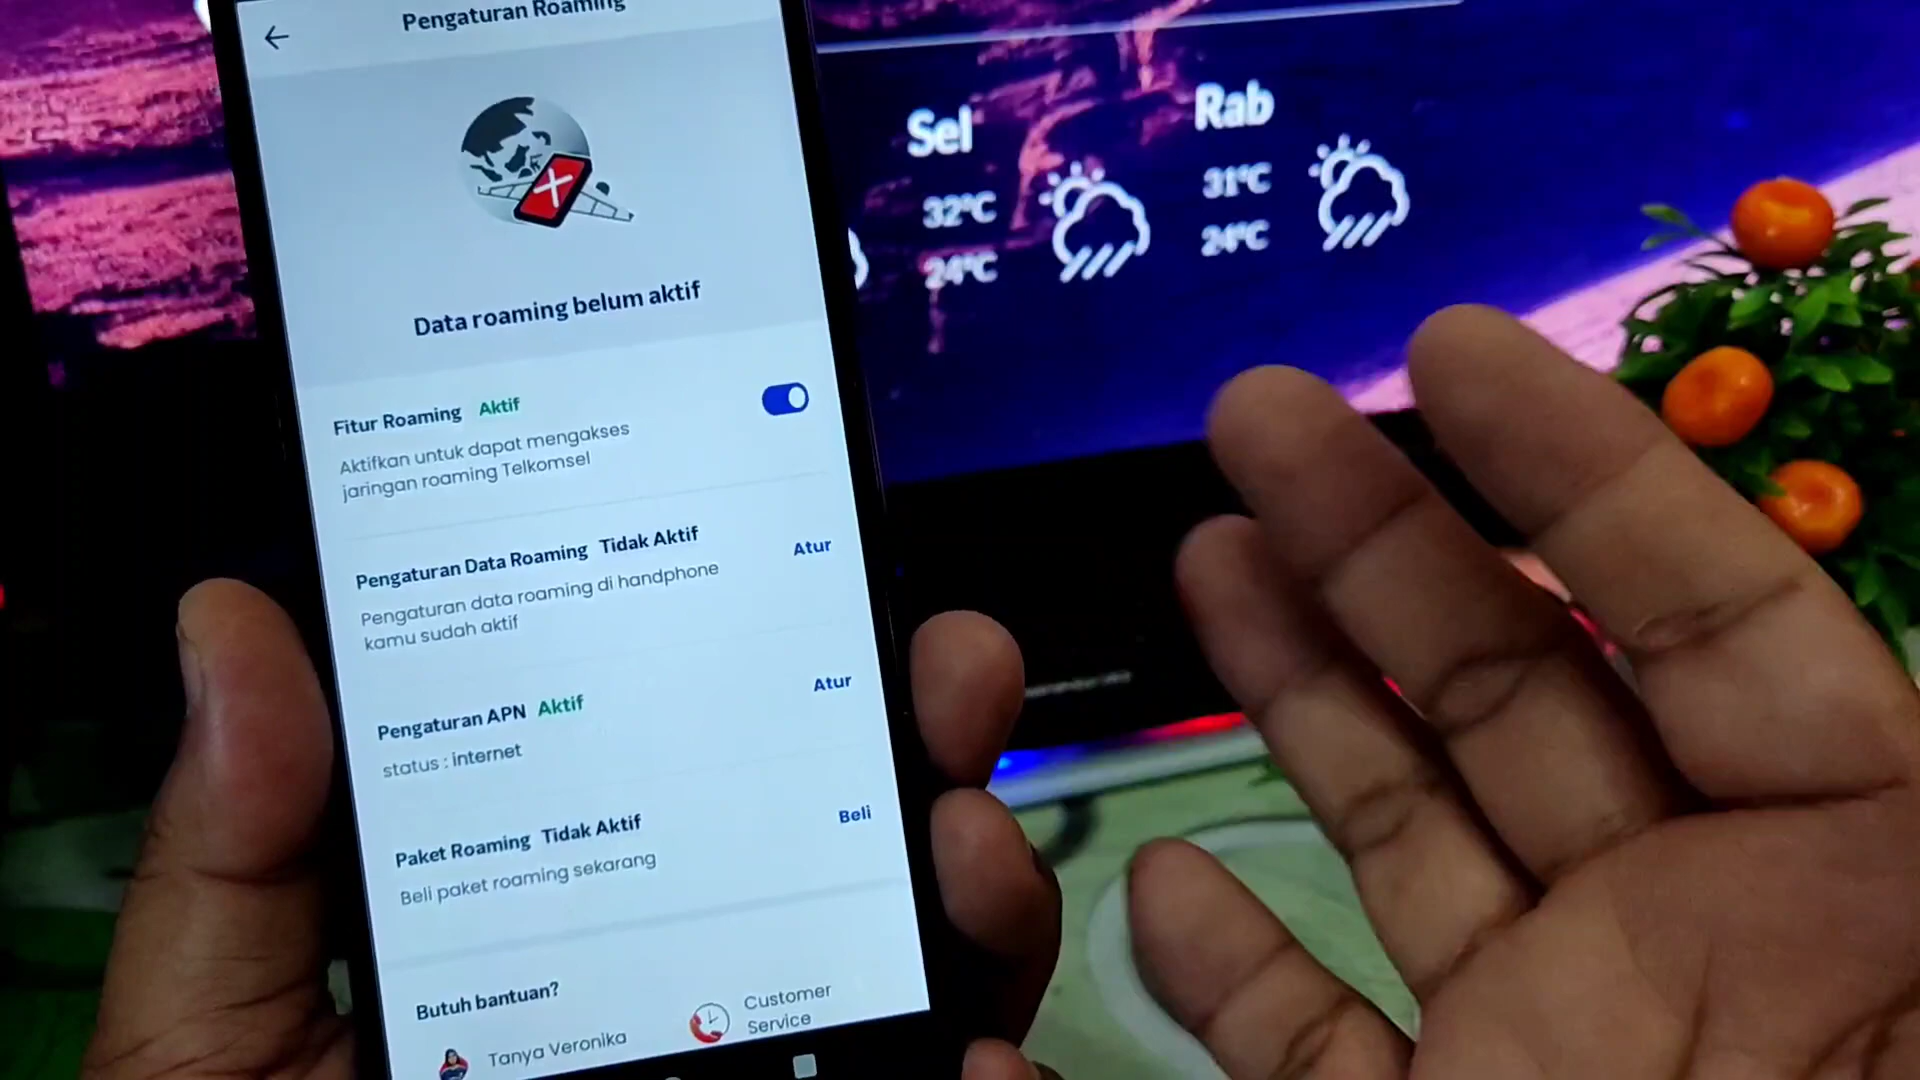 Pengaturan Roaming
Data roaming belum aktif
Fitur Roaming Aktif
Aktifkan untuk dapat mengakses
jaringan roaming Telkomsel
Pengaturan Data Roaming Tidak Aktif
Atur
Pengaturan data roaming di handphone
kamu sudah aktif
Pengaturan APN Aktif
Atur
status : internet
Paket Roaming Tidak Aktif
Beli
Beli paket roaming sekarang
Butuh bantuan?
Tanya Veronika
Customer
Service
Sel
32°C
24°C
Rab
31°C
24°C